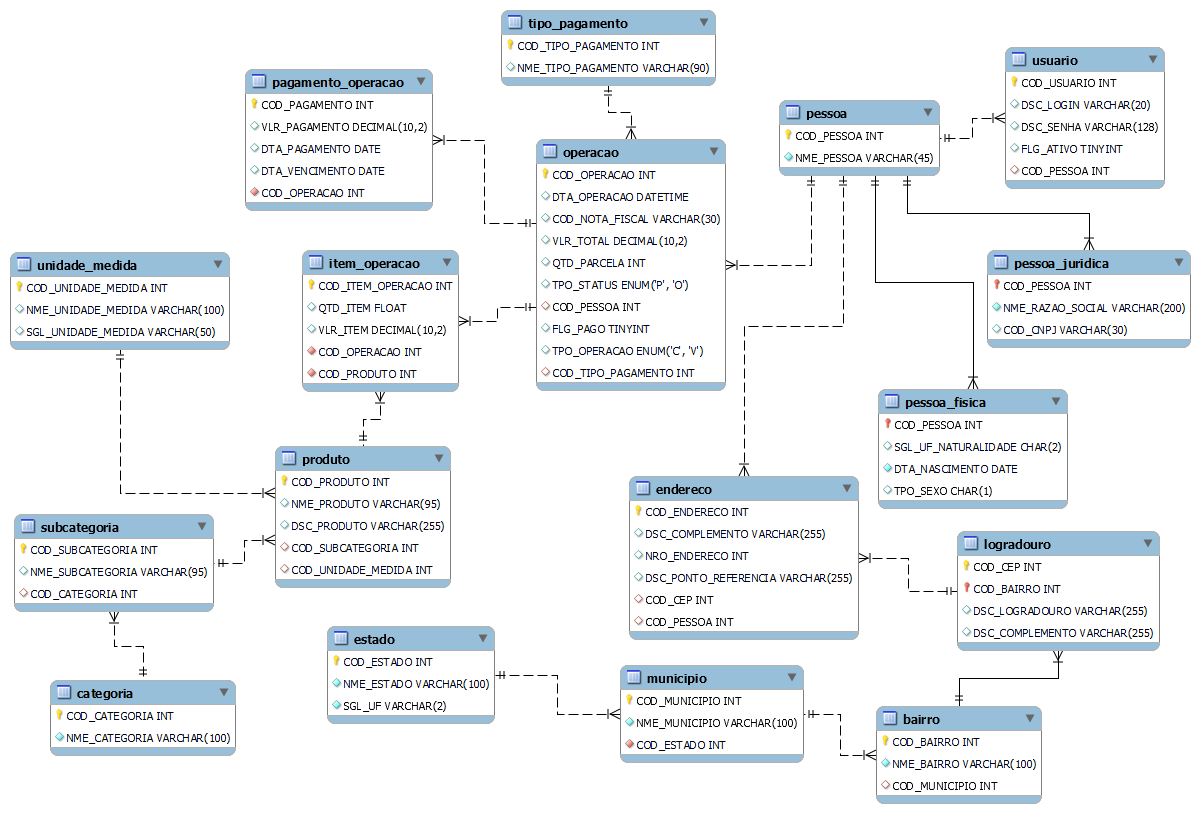 tipo_pagamento
COD_TIPO_PAGAMENTO INT
NME_TIPO_PAGAMENTO VARCHAR(90)
pagamento_operacao
COD_PAGAMENTO INT
VLR_PAGAMENTO DECIMAL(10,2)
DTA_PAGAMENTO DATE
DTA_VENCIMENTO DATE
COD_OPERACAO INT
operacao
COD_OPERACAO INT
DTA_OPERACAO DATETIME
COD_NOTA_FISCAL VARCHAR(30)
VLR_TOTAL DECIMAL(10,2)
QTD_PARCELA INT
TPO_STATUS ENUM('P', 'O')
COD_PESSOA INT
FLG_PAGO TINYINT
TPO_OPERACAO ENUM('C', 'V')
COD_TIPO_PAGAMENTO INT
pessoa
COD_PESSOA INT
NME_PESSOA VARCHAR(45)
usuario
COD_USUARIO INT
DSC_LOGIN VARCHAR(20)
DSC_SENHA VARCHAR(128)
FLG_ATIVO TINYINT
COD_PESSOA INT
unidade_medida
COD_UNIDADE_MEDIDA INT
NME_UNIDADE_MEDIDA VARCHAR(100)
SGL_UNIDADE_MEDIDA VARCHAR(50)
item_operacao
COD_ITEM_OPERACAO INT
QTD_ITEM FLOAT
VLR_ITEM DECIMAL(10,2)
COD_OPERACAO INT
COD_PRODUTO INT
pessoa_juridica
COD_PESSOA INT
NME_RAZAO_SOCIAL VARCHAR(200)
COD_CNPJ VARCHAR(30)
pessoa_fisica
COD_PESSOA INT
SGL_UF_NATURALIDADE CHAR(2)
DTA_NASCIMENTO DATE
TPO_SEXO CHAR(1)
produto
COD_PRODUTO INT
NME_PRODUTO VARCHAR(95)
DSC_PRODUTO VARCHAR(255)
COD_SUBCATEGORIA INT
COD_UNIDADE_MEDIDA INT
subcategoria
COD_SUBCATEGORIA INT
NME_SUBCATEGORIA VARCHAR(95)
COD_CATEGORIA INT
endereco
COD_ENDERECO INT
DSC_COMPLEMENTO VARCHAR(255)
NRO_ENDERECO INT
DSC_PONTO_REFERENCIA VARCHAR(255)
COD_CEP INT
COD_PESSOA INT
logradouro
COD_CEP INT
COD_BAIRRO INT
DSC_LOGRADOURO VARCHAR(255)
DSC_COMPLEMENTO VARCHAR(255)
estado
COD_ESTADO INT
NME_ESTADO VARCHAR(100)
SGL_UF VARCHAR(2)
categoria
COD_CATEGORIA INT
NME_CATEGORIA VARCHAR(100)
municipio
COD_MUNICIPIO INT
NME_MUNICIPIO VARCHAR(100)
COD_ESTADO INT
bairro
COD_BAIRRO INT
NME_BAIRRO VARCHAR(100)
COD_MUNICIPIO INT